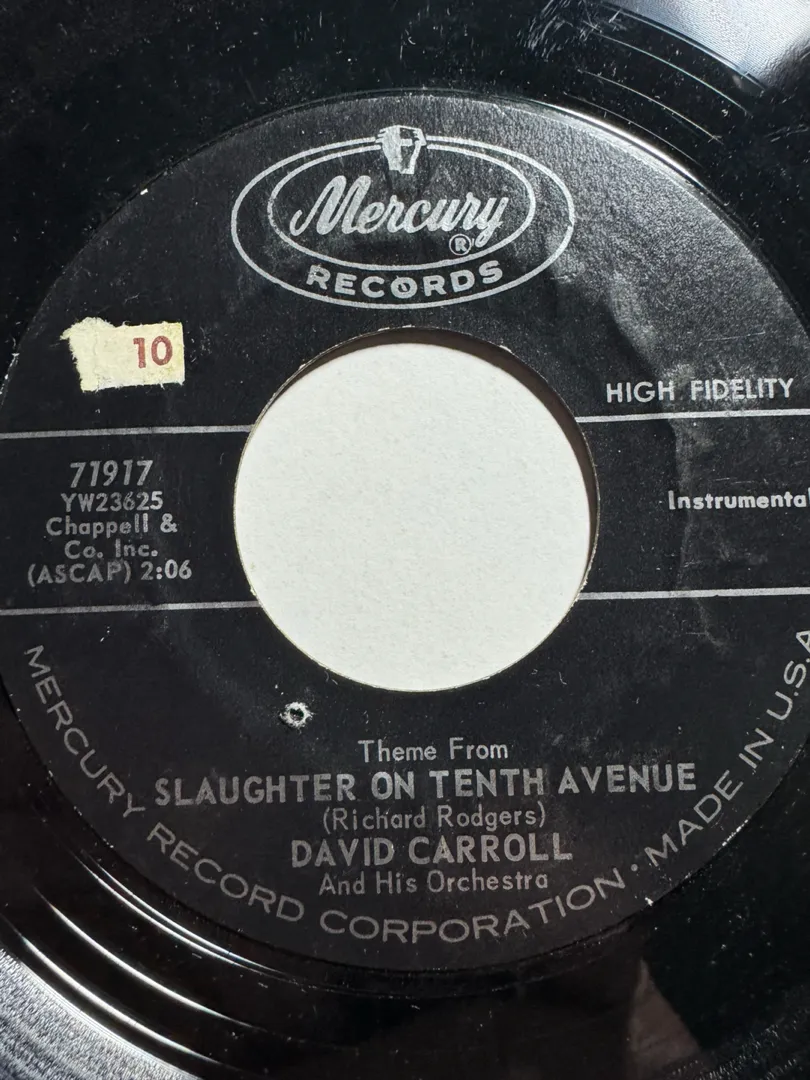 Mercury
®
RECORDS
10
HIGH FIDELITY
71917
YW23625
Chappell &
Co. Inc.
(ASCAP) 2:06
Instrumental
Theme From
SLAUGHTER ON TENTH AVENUE
(Richard Rodgers)
DAVID CARROLL
And His Orchestra
MERCURY RECORD CORPORATION • MADE IN U.S.A